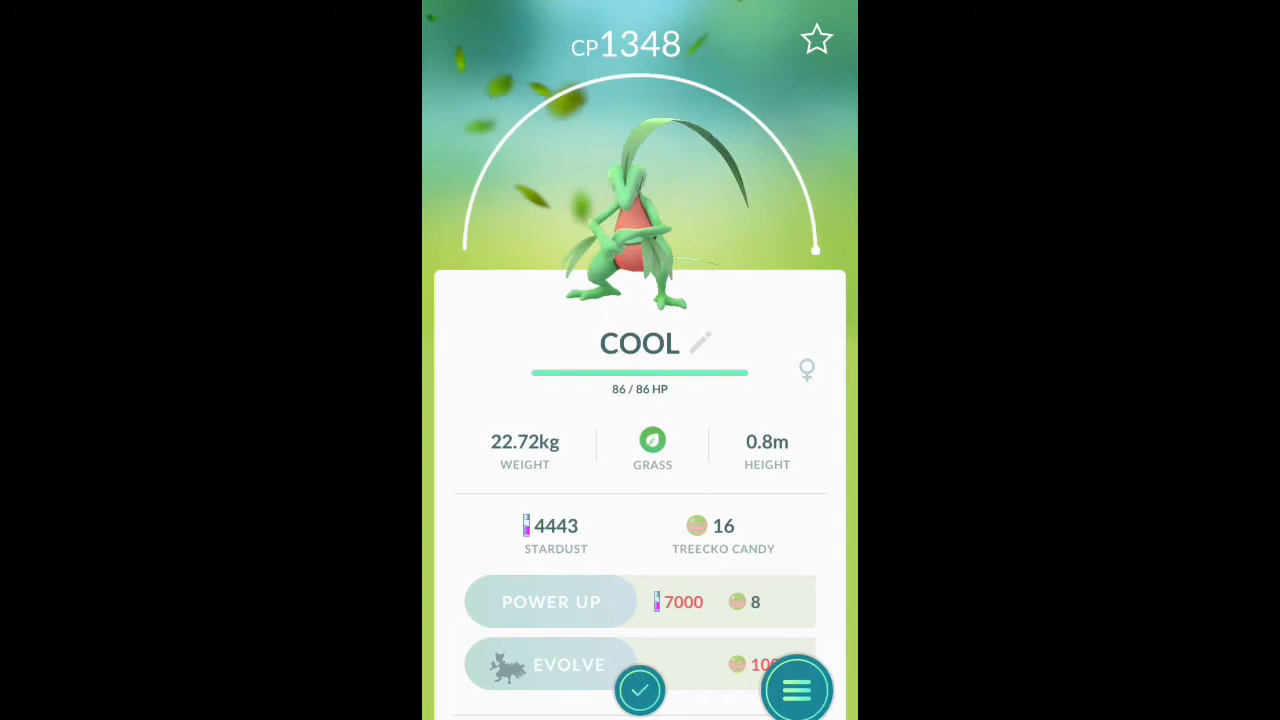 CP1348
COOL
86 / 86 HP
22.72kg GRASS 0.8m
WEIGHT HEIGHT
4443 16
STARDUST TREECKO CANDY
POWER UP 7000 8
EVOLVE